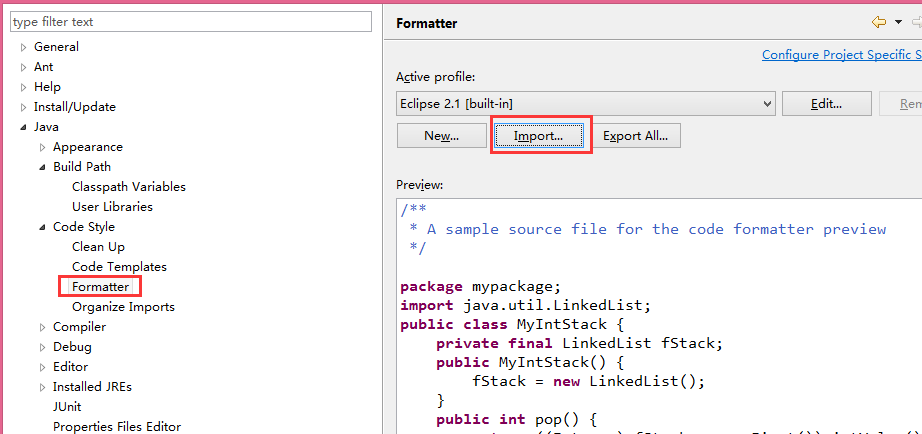 type filter text
General
Ant
Help
Install/Update
Java
Appearance
Build Path
Classpath Variables
User Libraries
Code Style
Clean Up
Code Templates
Formatter
Organize Imports
Compiler
Debug
Editor
Installed JREs
JUnit
Properties Files Editor
Formatter
Configure Project Specific S
Active profile:
Eclipse 2.1 [built-in]
Edit...
Rem
New...
Import...
Export All...
Preview:
/**
* A sample source file for the code formatter preview
*/
package mypackage;
import java.util.LinkedList;
public class MyIntStack {
private final LinkedList fStack;
public MyIntStack() {
fStack = new LinkedList();
}
public int pop() {